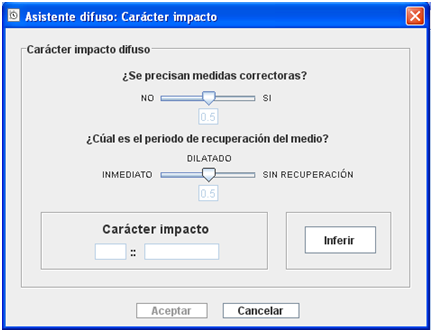 Asistente difuso: Carácter impacto
Carácter impacto difuso
¿Se precisan medidas correctoras?
NO SI
0.5
¿Cúal es el periodo de recuperación del medio?
DILATADO
INMEDIATO SIN RECUPERACIÓN
0.5
Carácter impacto
::
Inferir
Aceptar Cancelar